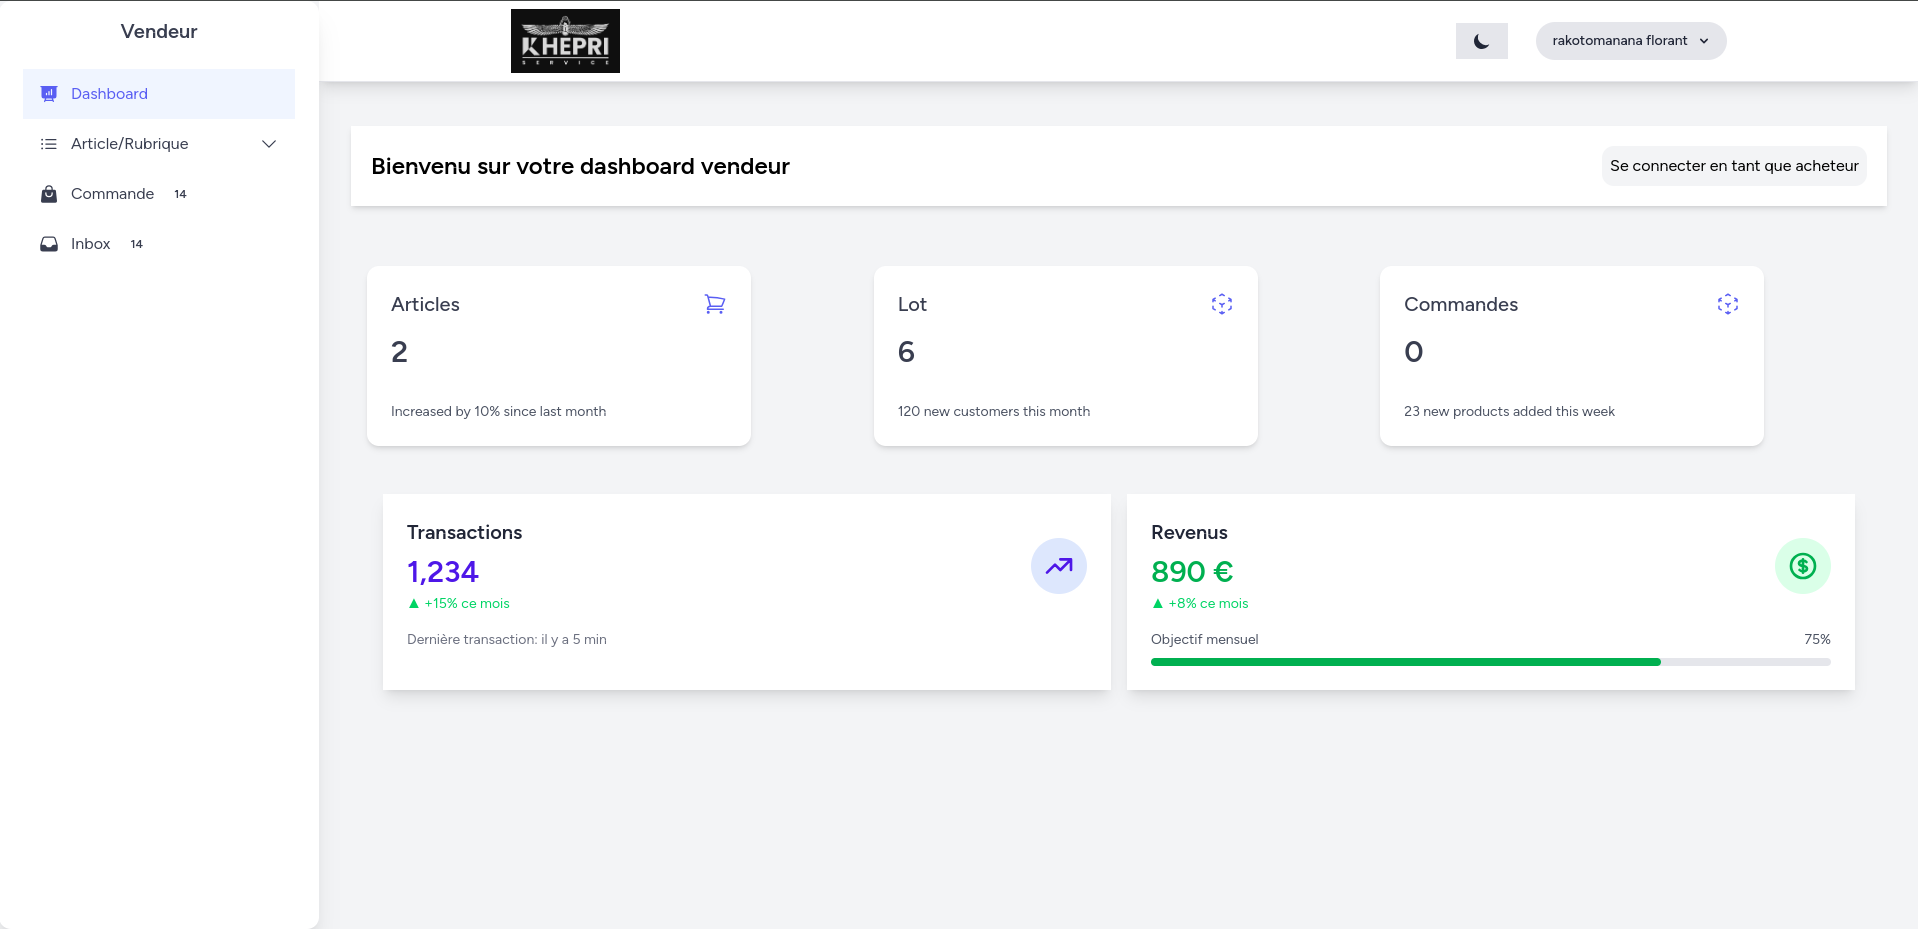 Vendeur
Dashboard
Article/Rubrique
Commande 14
Inbox 14
KHEPRI
SERVICE
rakotomanana florant
Bienvenu sur votre dashboard vendeur
Se connecter en tant que acheteur
Articles
2
Increased by 10% since last month
Lot
6
120 new customers this month
Commandes
0
23 new products added this week
Transactions
1,234
▲ +15% ce mois
Dernière transaction: il y a 5 min
Revenus
890 €
▲ +8% ce mois
Objectif mensuel 75%